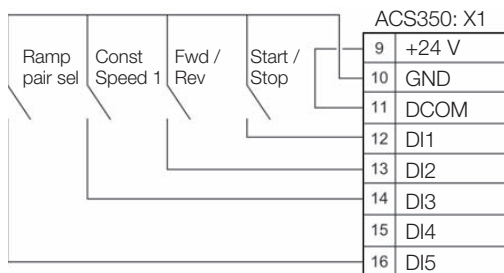 ACS350: X1
Ramp
pair sel
Const
Speed 1
Fwd /
Rev
Start /
Stop
9 +24 V
10 GND
11 DCOM
12 DI1
13 DI2
14 DI3
15 DI4
16 DI5